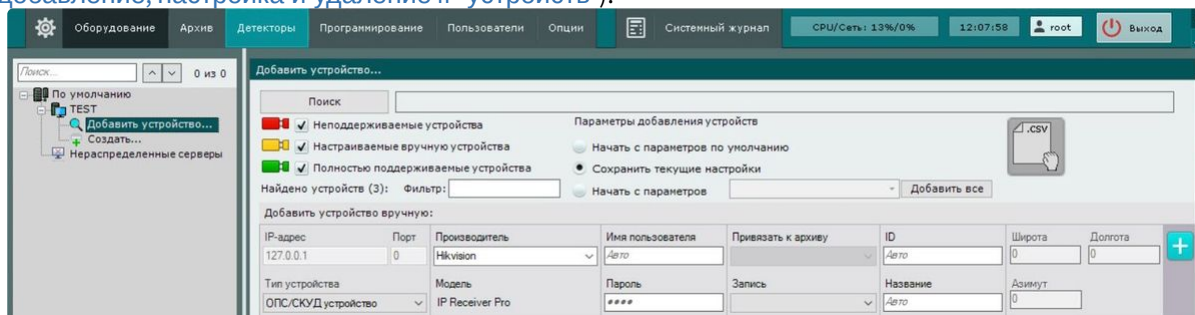 добавление, настройка и удаление IP-устройств").
Оборудование Архив Детекторы Программирование Пользователи Опции Системный журнал CPU/Сеть: 13%/0% 12:07:58 root Выход
Поиск... 0 из 0
По умолчанию
TEST
Добавить устройство...
Создать...
Нераспределенные серверы
Добавить устройство...
Поиск
Неподдерживаемые устройства
Настраиваемые вручную устройства
Полностью поддерживаемые устройства
Параметры добавления устройств
Начать с параметров по умолчанию
Сохранить текущие настройки
Начать с параметров Добавить все
.csv
Найдено устройств (3): Фильтр:
Добавить устройство вручную:
IP-адрес Порт Производитель Имя пользователя Привязать к архиву ID Широта Долгота
127.0.0.1 0 Hikvision Авто Авто 0 0
Тип устройства Модель Пароль Запись Название Азимут
ОПС/СКУД устройство IP Receiver Pro **** Авто 0